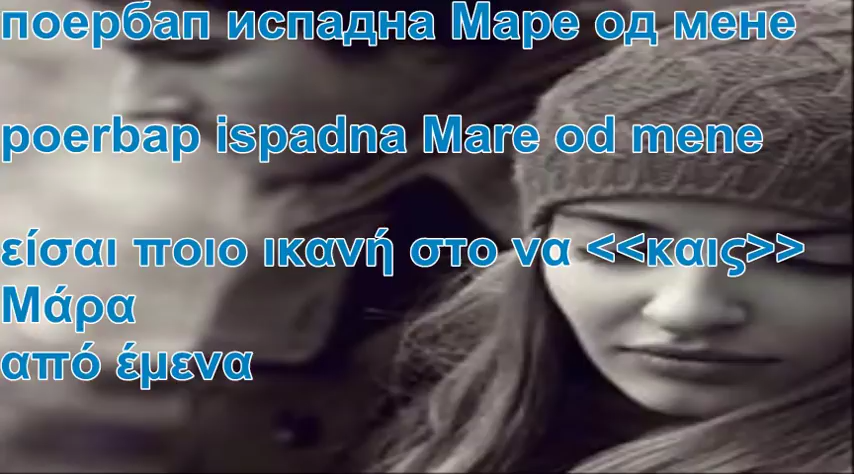 поербап испадна Маре од мене
poerbap ispadna Mare od mene
είσαι ποιο ικανή στο να <<καις>>
Μάρα
από έμενα